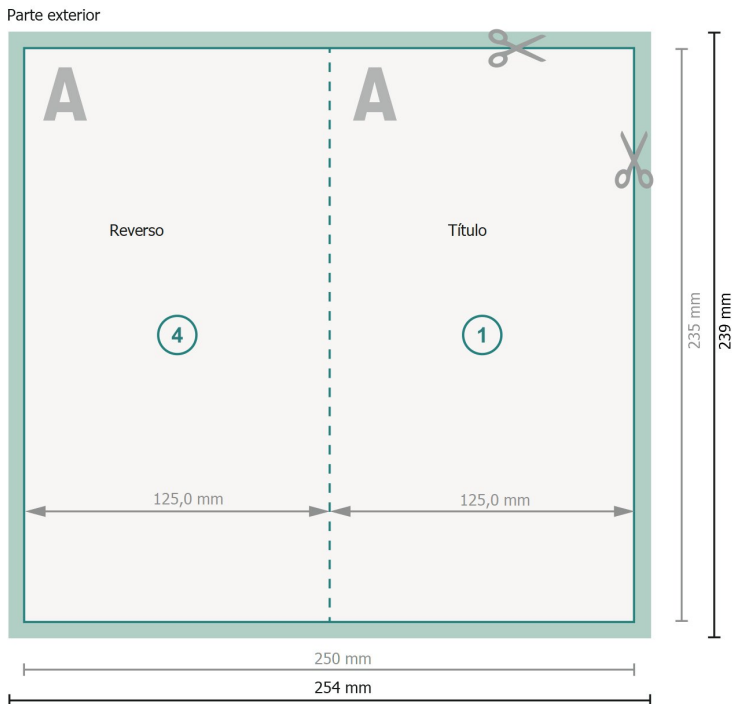 Parte exterior
A
A
Reverso
Título
4
1
125,0 mm
125,0 mm
235 mm
239 mm
250 mm
254 mm